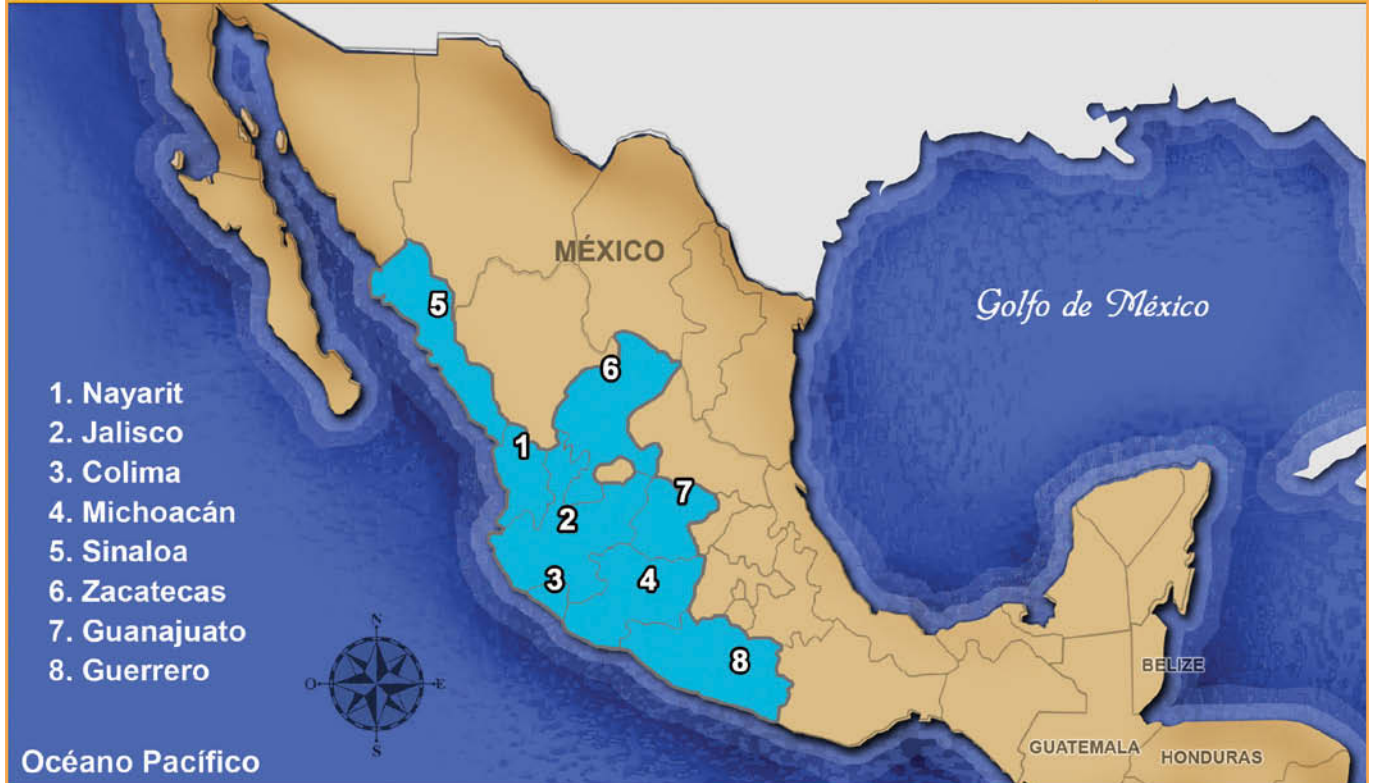 MÉXICO
Golfo de México
1. Nayarit
2. Jalisco
3. Colima
4. Michoacán
5. Sinaloa
6. Zacatecas
7. Guanajuato
8. Guerrero
5
6
1
7
2
3
4
8
N
O
E
S
BELIZE
GUATEMALA
HONDURAS
Océano Pacífico